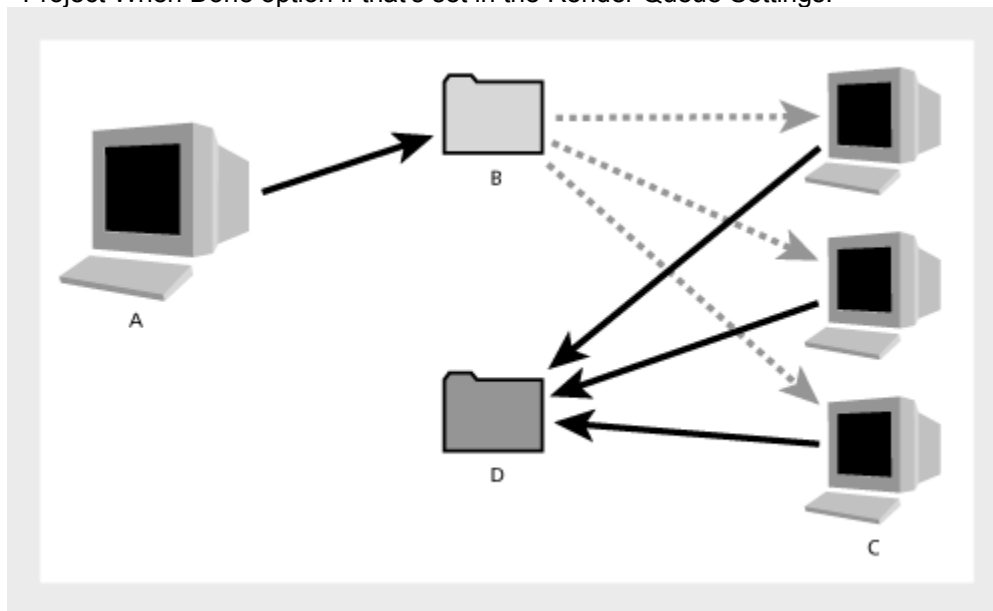 Project When Done option if that's set in the Render Queue Settings.
B
A
D
C